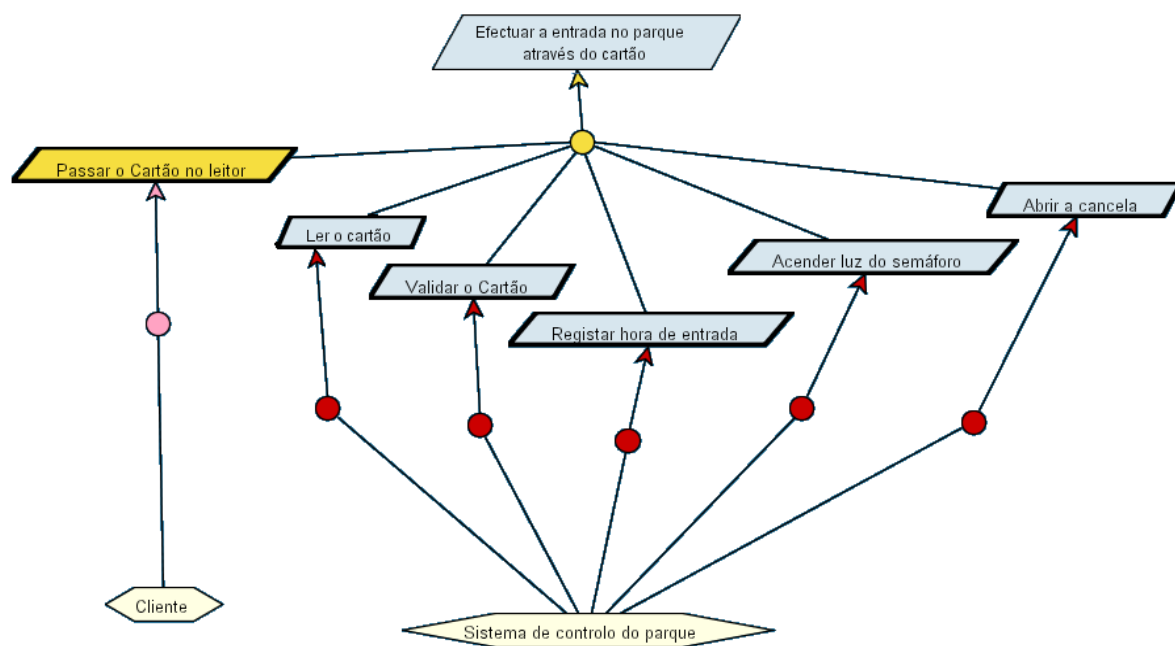 Efectuar a entrada no parque
através do cartão
Passar o Cartão no leitor
Ler o cartão
Validar o Cartão
Registar hora de entrada
Acender luz do semáforo
Abrir a cancela
Cliente
Sistema de controlo do parque